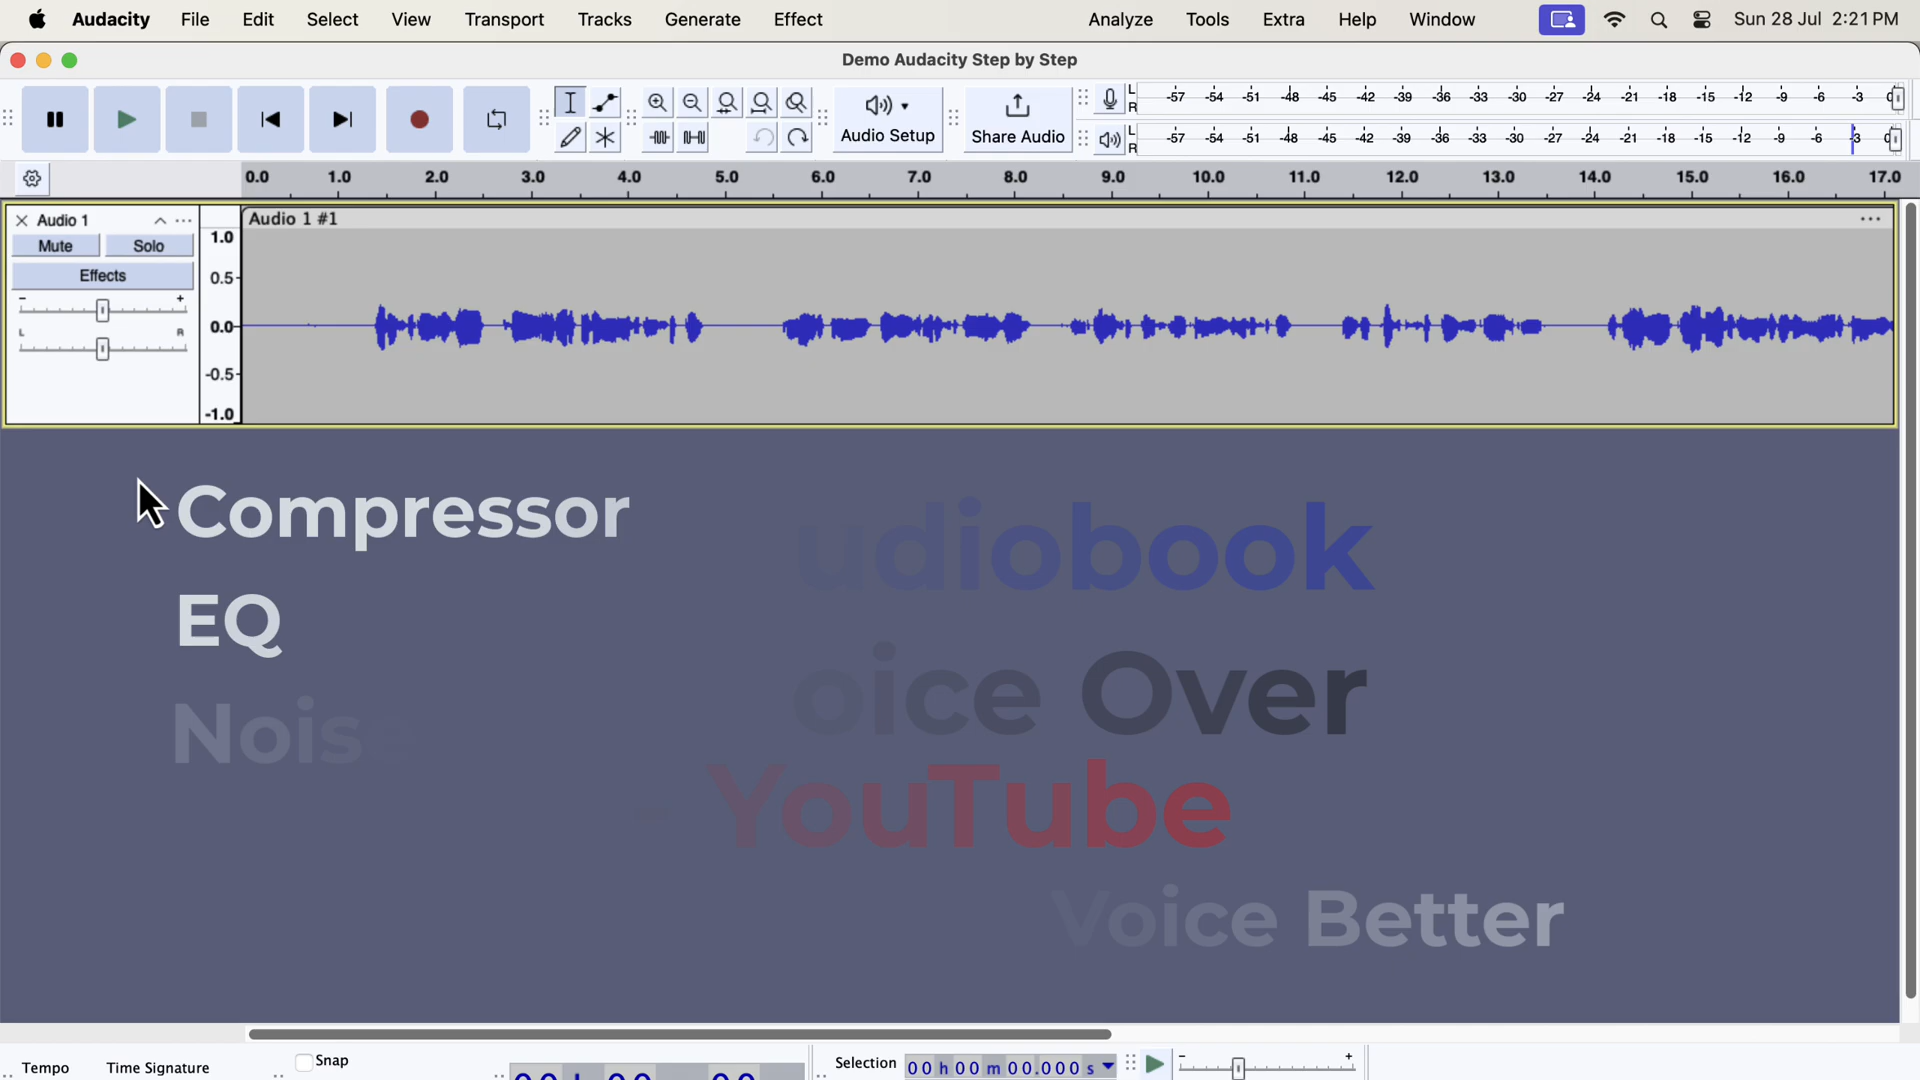 Audacity File Edit Select View Transport Tracks Generate Effect Analyze Tools Extra Help Window Sun 28 Jul 2:21 PM
Demo Audacity Step by Step
L -57 -54 -51 -48 -45 -42 -39 -36 -33 -30 -27 -24 -21 -18 -15 -12 -9 -6 -3 0
R
Audio Setup Share Audio
L -57 -54 -51 -48 -45 -42 -39 -36 -33 -30 -27 -24 -21 -18 -15 -12 -9 -6 -3 0
R
0.0 1.0 2.0 3.0 4.0 5.0 6.0 7.0 8.0 9.0 10.0 11.0 12.0 13.0 14.0 15.0 16.0 17.0
Audio 1
Audio 1 #1
Mute Solo
Effects
- +
L R
1.0
0.5
0.0
-0.5
-1.0
Compressor
udiobook
EQ
oice Over
Noise
- YouTube
Voice Better
Tempo Time Signature Snap Selection 00 h 00 m 00.000 s - +